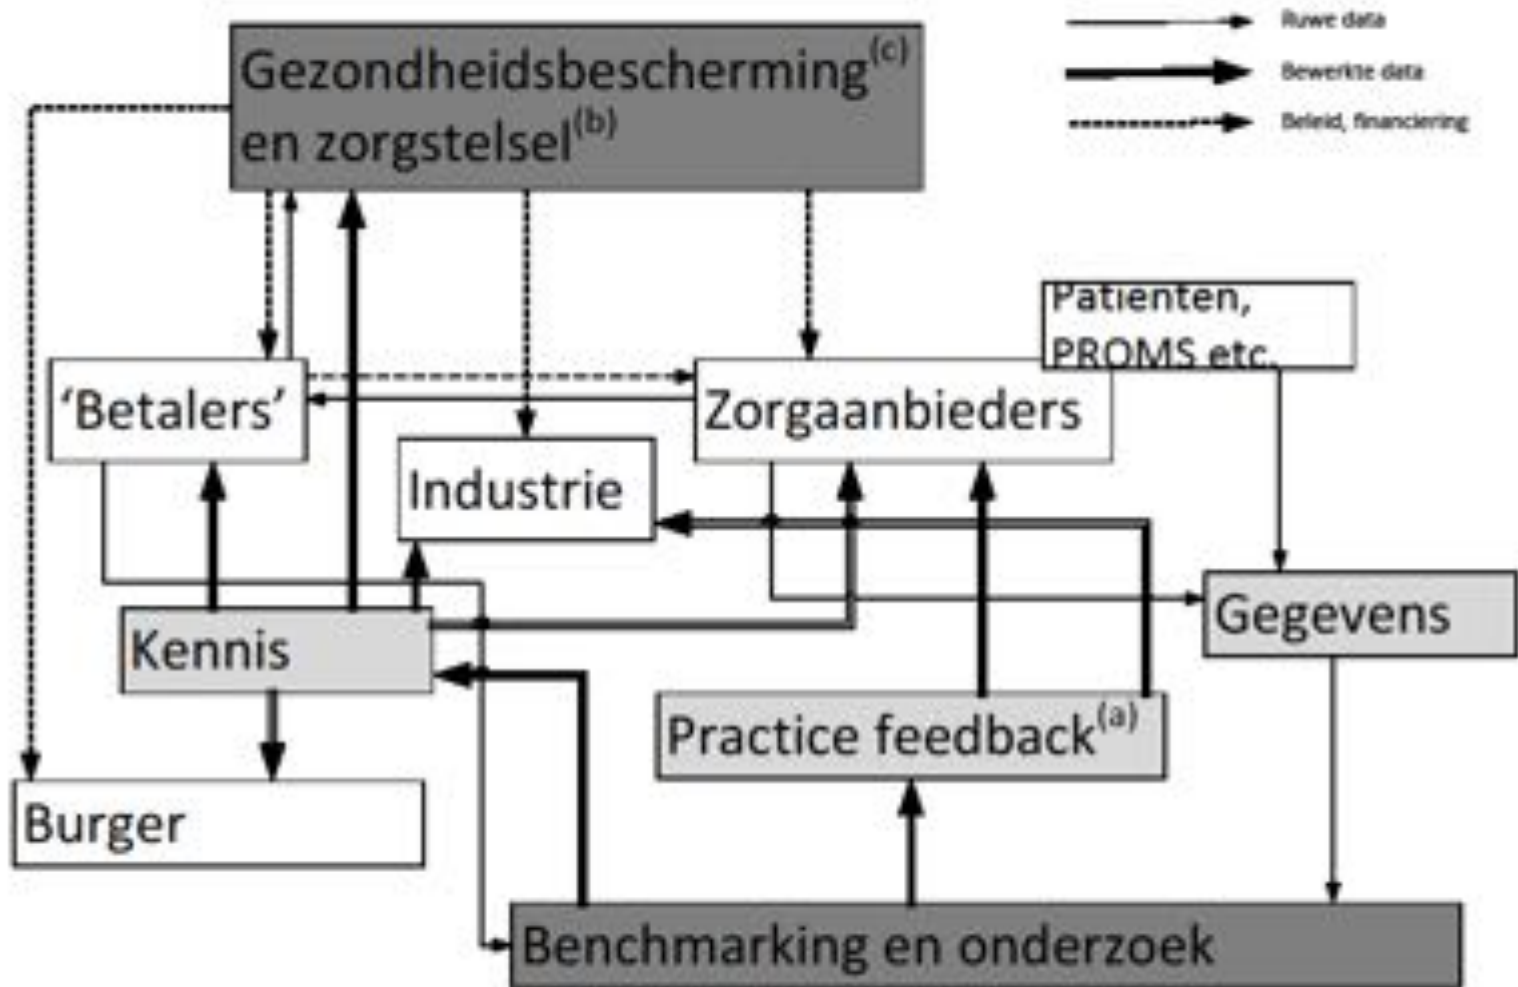 Ruwe data
Bewerkte data
Beleid, financiering
Gezondheidsbescherming(c)
en zorgstelsel(b)
Patienten,
PROMS etc.
‘Betalers’
Zorgaanbieders
Industrie
Gegevens
Kennis
Practice feedback(a)
Burger
Benchmarking en onderzoek